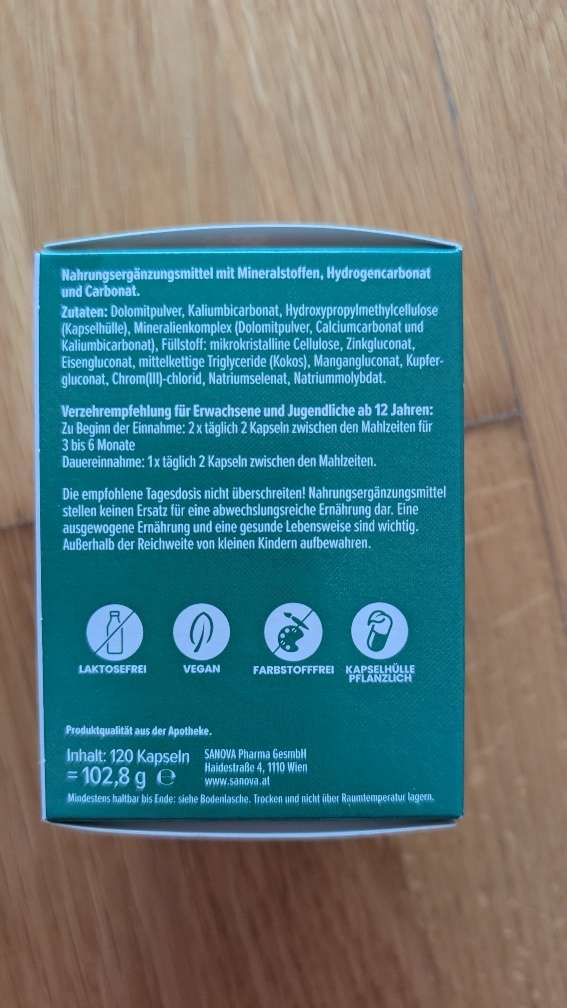 Nahrungsergänzungsmittel mit Mineralstoffen, Hydrogencarbonat
und Carbonat.
Zutaten: Dolomitpulver, Kaliumbicarbonat, Hydroxypropylmethylcellulose
(Kapselhülle), Mineralienkomplex (Dolomitpulver, Calciumcarbonat und
Kaliumbicarbonat), Füllstoff: mikrokristalline Cellulose, Zinkgluconat,
Eisengluconat, mittelkettige Triglyceride (Kokos), Mangangluconat, Kupfer-
gluconat, Chrom(III)-chlorid, Natriumselenat, Natriummolybdat.
Verzehrempfehlung für Erwachsene und Jugendliche ab 12 Jahren:
Zu Beginn der Einnahme: 2 x täglich 2 Kapseln zwischen den Mahlzeiten für
3 bis 6 Monate
Dauereinnahme: 1 x täglich 2 Kapseln zwischen den Mahlzeiten.
Die empfohlene Tagesdosis nicht überschreiten! Nahrungsergänzungsmittel
stellen keinen Ersatz für eine abwechslungsreiche Ernährung dar. Eine
ausgewogene Ernährung und eine gesunde Lebensweise sind wichtig.
Außerhalb der Reichweite von kleinen Kindern aufbewahren.
LAKTOSEFREI
VEGAN
FARBSTOFFFREI
KAPSELHÜLLE
PFLANZLICH
Produktqualität aus der Apotheke.
Inhalt: 120 Kapseln
= 102,8 g ℮
SANOVA Pharma GesmbH
Haidestraße 4, 1110 Wien
www.sanova.at
Mindestens haltbar bis Ende: siehe Bodenlasche. Trocken und nicht über Raumtemperatur lagern.